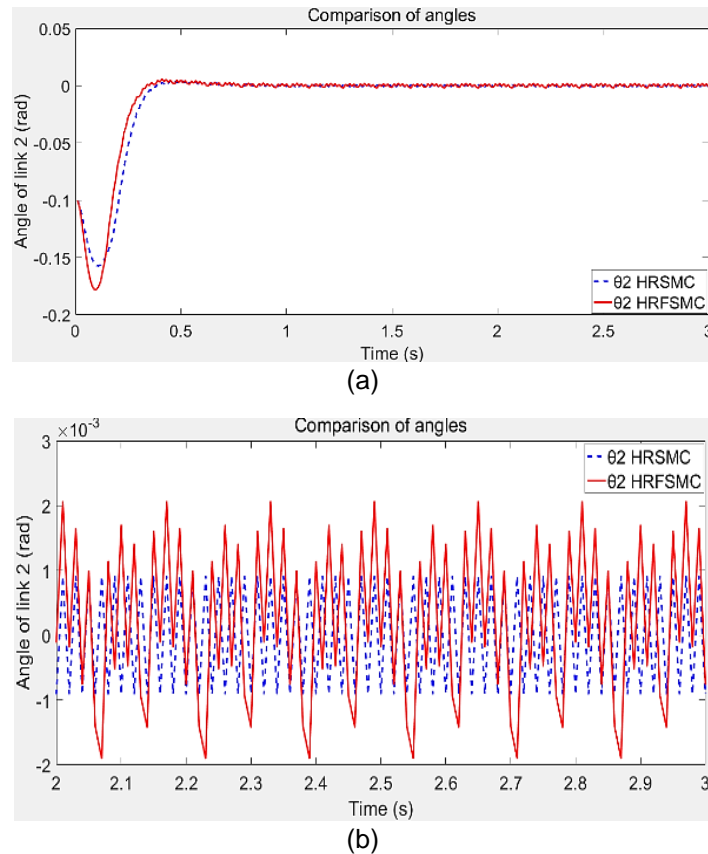 Comparison of angles
0.05
0
-0.05
-0.1
-0.15
-0.2
Angle of link 2 (rad)
θ2 HRSMC
θ2 HRFSMC
0 0.5 1 1.5 2 2.5 3
Time (s)
(a)
Comparison of angles
×10-3
3
2
1
0
-1
-2
Angle of link 2 (rad)
θ2 HRSMC
θ2 HRFSMC
2 2.1 2.2 2.3 2.4 2.5 2.6 2.7 2.8 2.9 3
Time (s)
(b)